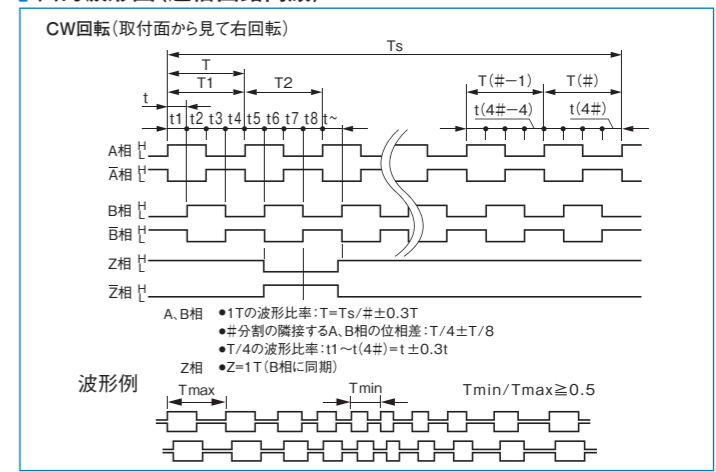 CW回転(取付面から見て右回転)
Ts
T
T1 T2 T(#−1) T(#)
t t1 t2 t3 t4 t5 t6 t7 t8 t~ t(4#−4) t(4#)
A相 H L
A̅相 H L
B相 H L
B̅相 H L
Z相 H L
Z̅相 H L
A、B相 ●1Tの波形比率:T=Ts/#±0.3T
●#分割の隣接するA、B相の位相差:T/4±T/8
●T/4の波形比率:t1~t(4#)=t±0.3t
Z相 ●Z=1T(B相に同期)
波形例 Tmax Tmin Tmin/Tmax≧0.5